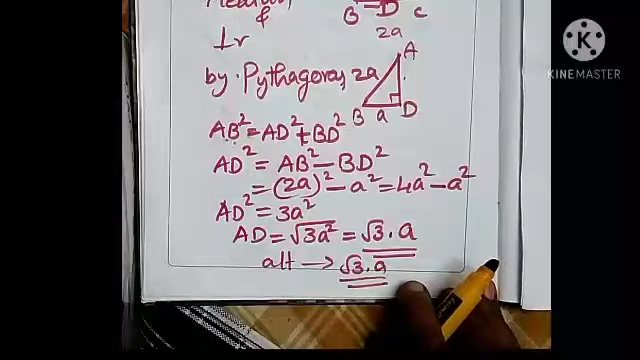 Median,
&
⊥r
B D C
2a
by Pythagoras, 2a
A
B a D
AB² = AD² + BD²
AD² = AB² - BD²
= (2a)² - a² = 4a² - a²
AD² = 3a²
AD = √3a² = √3 . a
alt → √3 . a
KINEMASTER